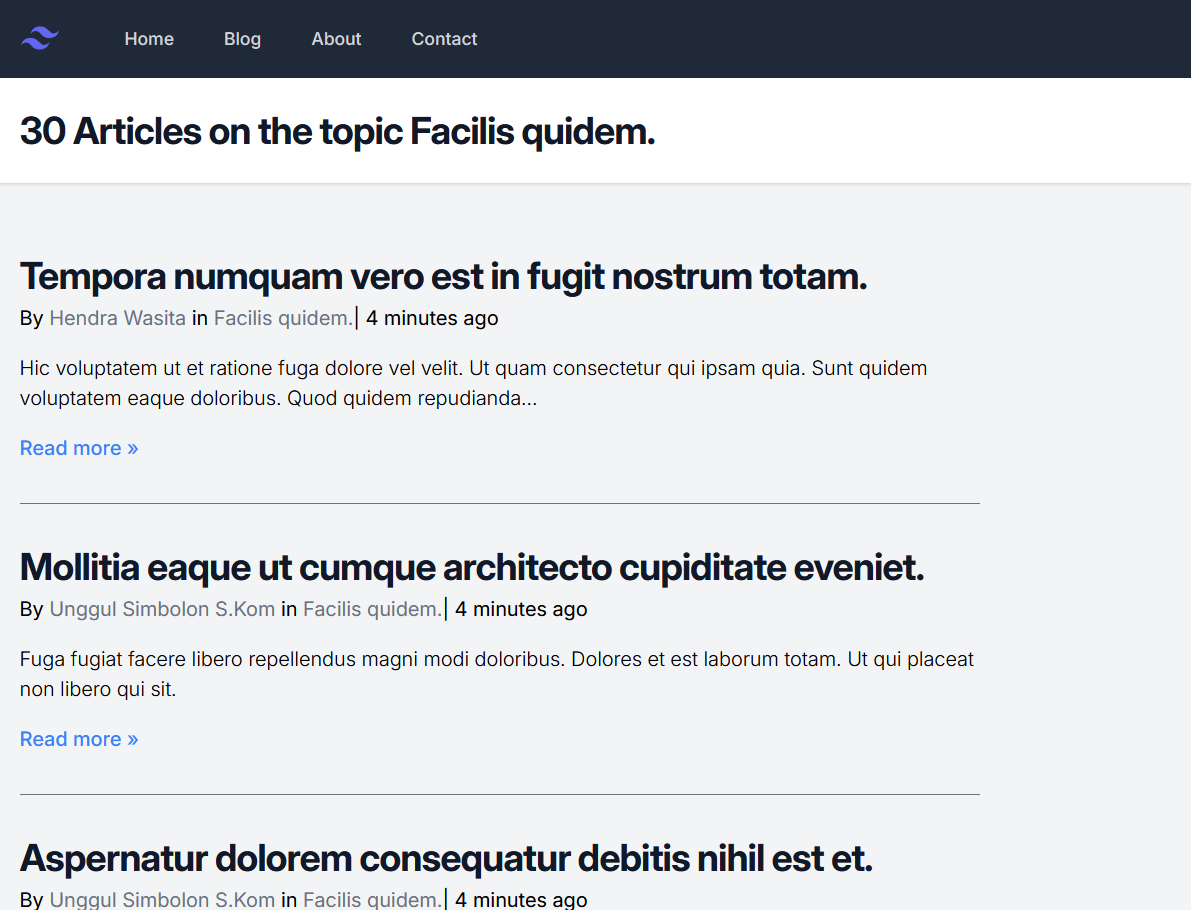 Home Blog About Contact
30 Articles on the topic Facilis quidem.
Tempora numquam vero est in fugit nostrum totam.
By Hendra Wasita in Facilis quidem.| 4 minutes ago
Hic voluptatem ut et ratione fuga dolore vel velit. Ut quam consectetur qui ipsam quia. Sunt quidem
voluptatem eaque doloribus. Quod quidem repudianda...
Read more »
Mollitia eaque ut cumque architecto cupiditate eveniet.
By Unggul Simbolon S.Kom in Facilis quidem.| 4 minutes ago
Fuga fugiat facere libero repellendus magni modi doloribus. Dolores et est laborum totam. Ut qui placeat
non libero qui sit.
Read more »
Aspernatur dolorem consequatur debitis nihil est et.
By Unggul Simbolon S.Kom in Facilis quidem.| 4 minutes ago